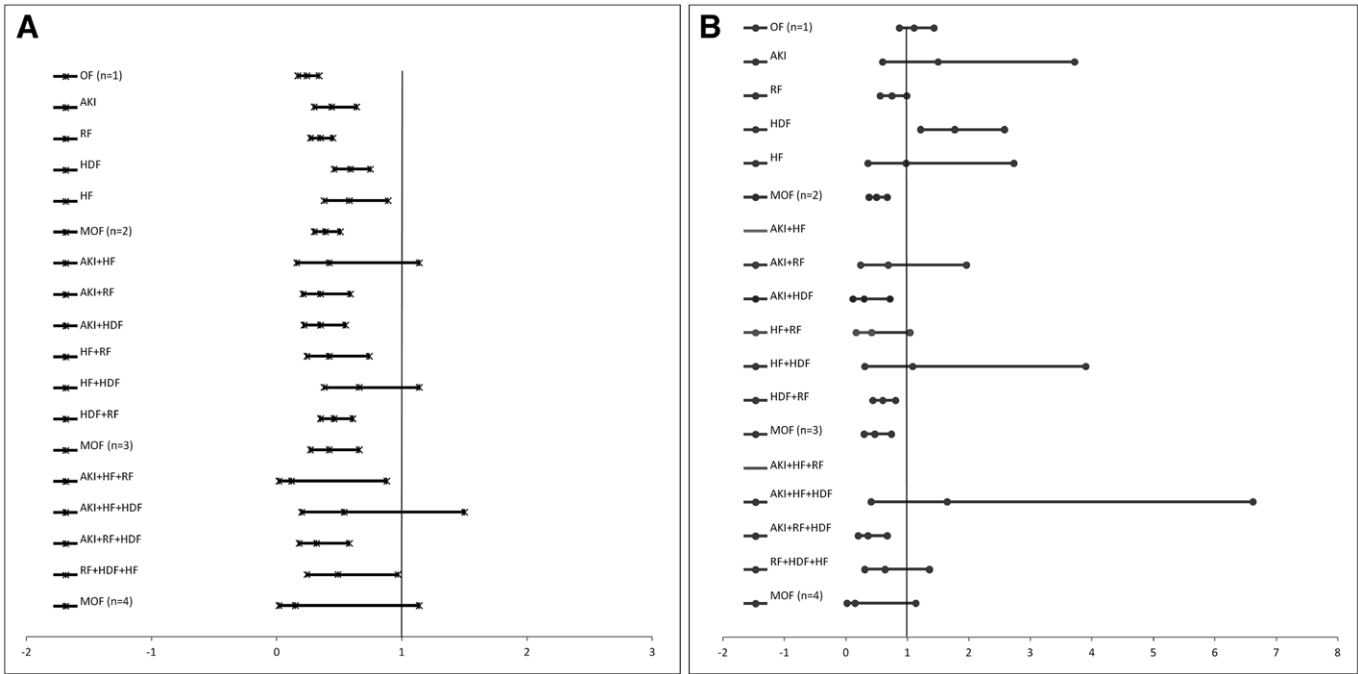 A
OF (n=1)
AKI
RF
HDF
HF
MOF (n=2)
AKI+HF
AKI+RF
AKI+HDF
HF+RF
HF+HDF
HDF+RF
MOF (n=3)
AKI+HF+RF
AKI+HF+HDF
AKI+RF+HDF
RF+HDF+HF
MOF (n=4)
-2 -1 0 1 2 3
B
OF (n=1)
AKI
RF
HDF
HF
MOF (n=2)
AKI+HF
AKI+RF
AKI+HDF
HF+RF
HF+HDF
HDF+RF
MOF (n=3)
AKI+HF+RF
AKI+HF+HDF
AKI+RF+HDF
RF+HDF+HF
MOF (n=4)
-2 -1 0 1 2 3 4 5 6 7 8